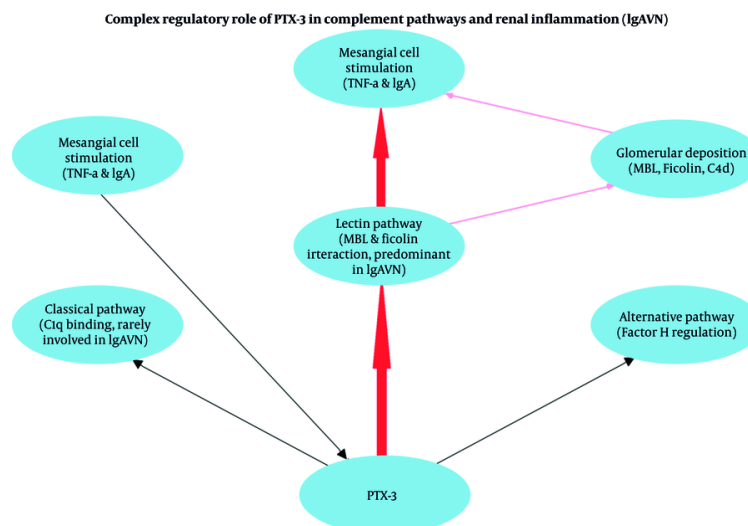 Complex regulatory role of PTX-3 in complement pathways and renal inflammation (lgAVN)
Mesangial cell
stimulation
(TNF-a & lgA)
Mesangial cell
stimulation
(TNF-a & lgA)
Glomerular deposition
(MBL, Ficolin, C4d)
Lectin pathway
(MBL & ficolin
irteraction, predominant
in lgAVN)
Classical pathway
(C1q binding, rarely
involved in lgAVN)
Alternative pathway
(Factor H regulation)
PTX-3